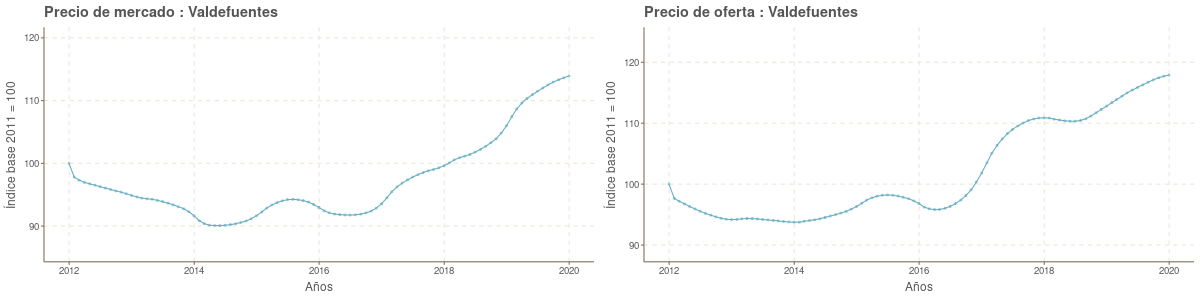 Precio de mercado : Valdefuentes
Índice base 2011 = 100
120
110
100
90
2012 2014 2016 2018 2020
Años
Precio de oferta : Valdefuentes
Índice base 2011 = 100
120
110
100
90
2012 2014 2016 2018 2020
Años